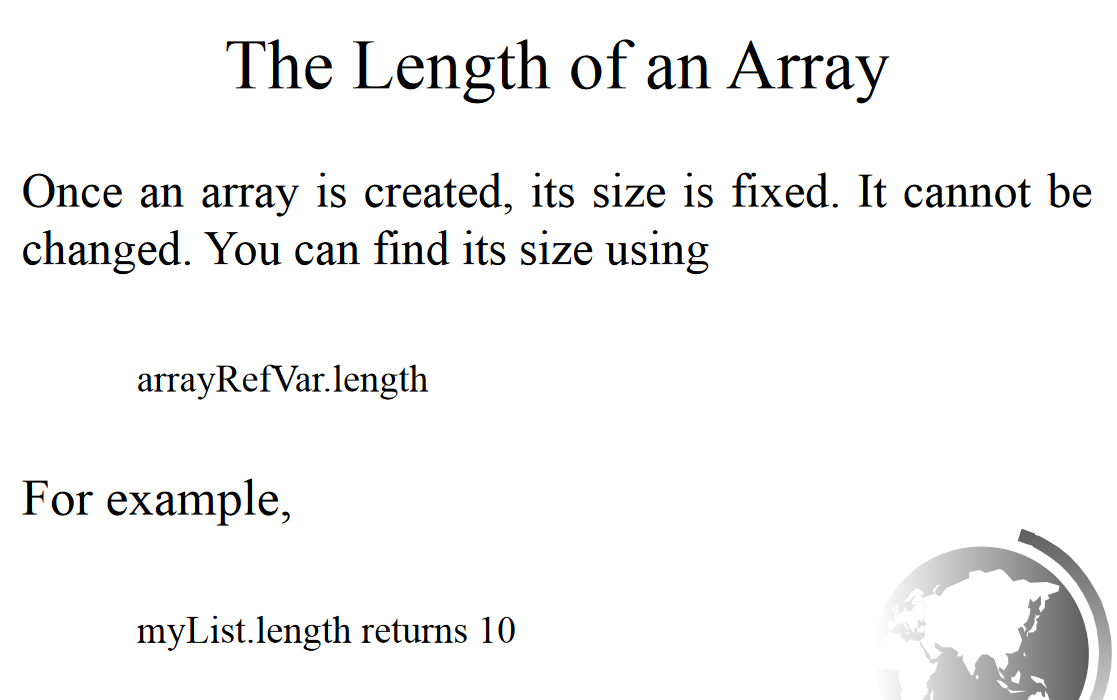 The Length of an Array
Once an array is created, its size is fixed. It cannot be
changed. You can find its size using
arrayRefVar.length
For example,
myList.length returns 10